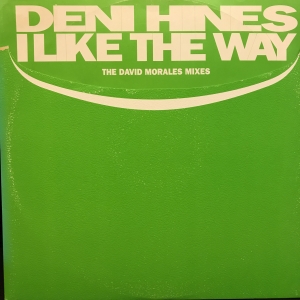 DENI HINES
I LIKE THE WAY
THE DAVID MORALES MIXES